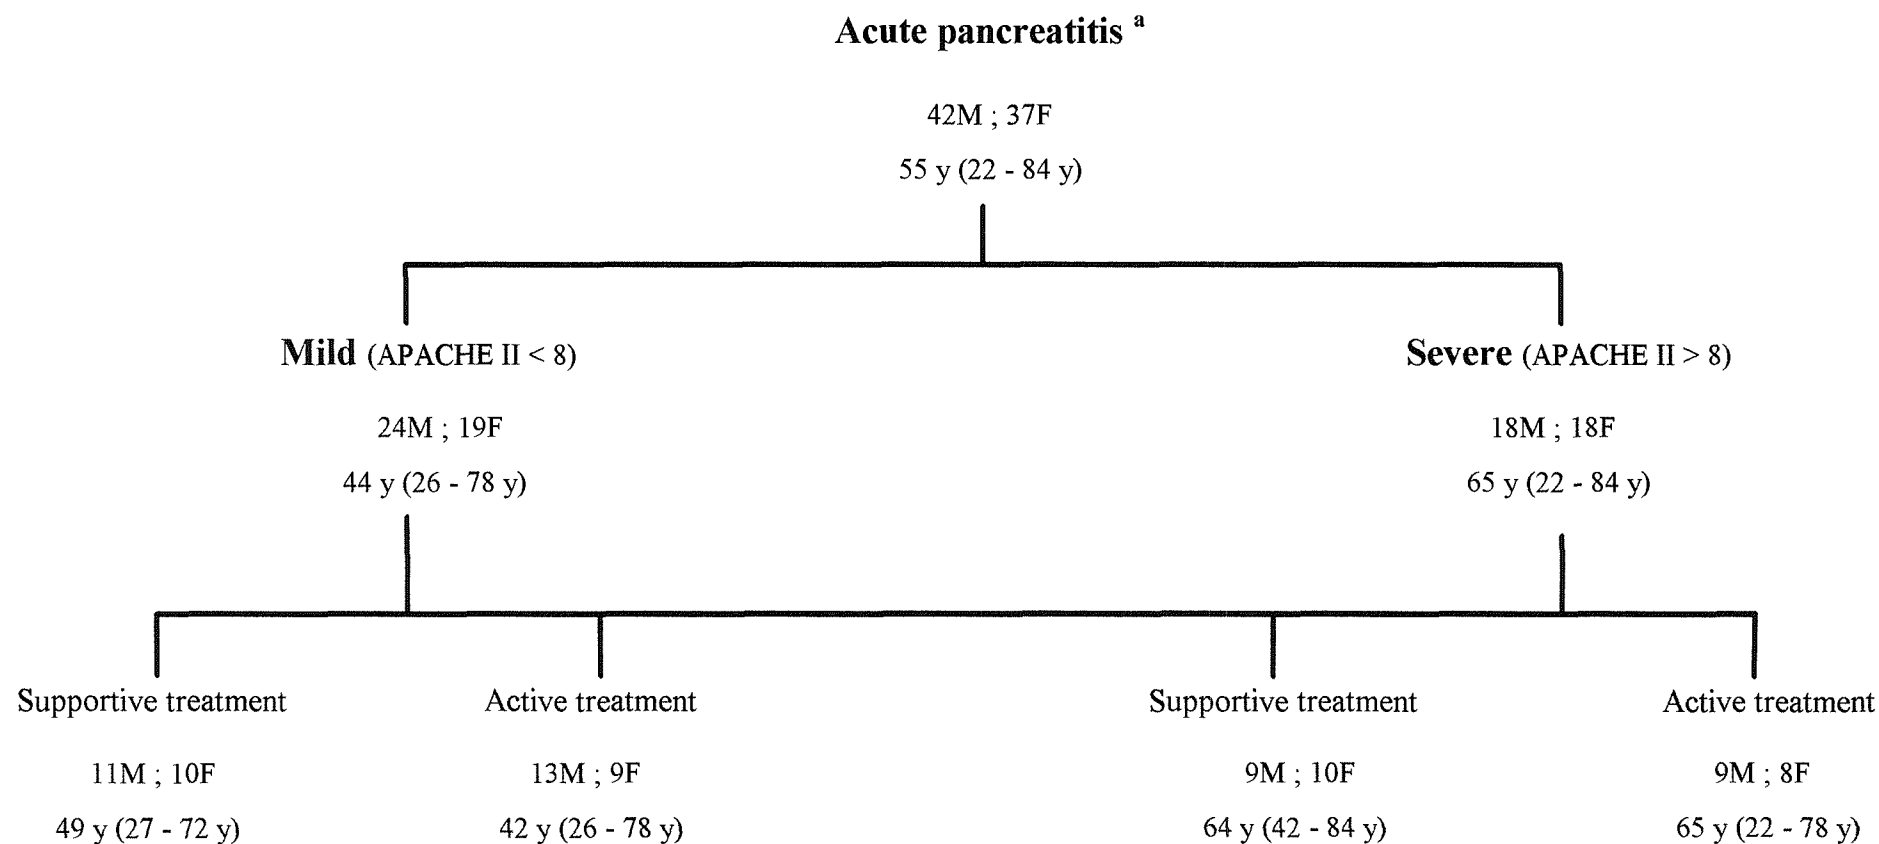 Acute pancreatitis a
42M ; 37F
55 y (22 - 84 y)
Mild (APACHE II < 8)
Severe (APACHE II > 8)
24M ; 19F
18M ; 18F
44 y (26 - 78 y)
65 y (22 - 84 y)
Supportive treatment
Active treatment
Supportive treatment
Active treatment
11M ; 10F
13M ; 9F
9M ; 10F
9M ; 8F
49 y (27 - 72 y)
42 y (26 - 78 y)
64 y (42 - 84 y)
65 y (22 - 78 y)